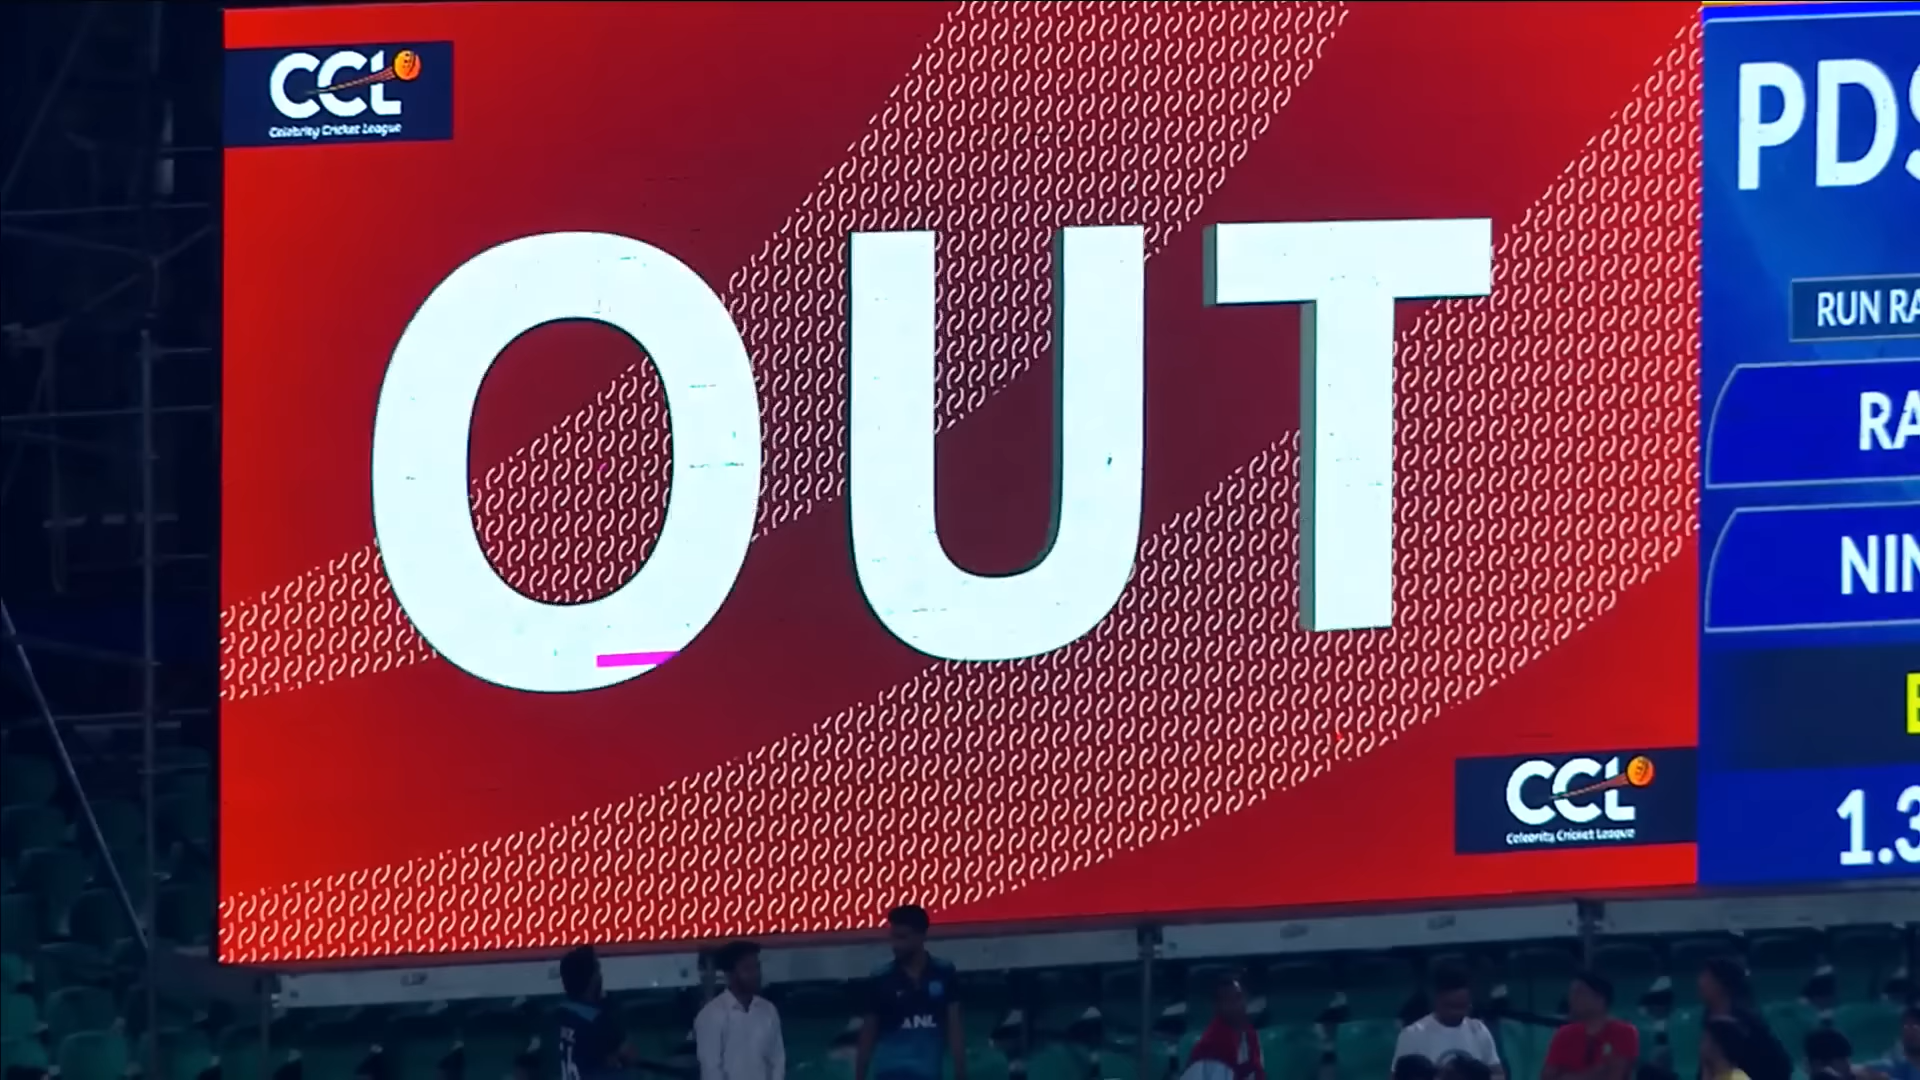 CCL
Celebrity Cricket League
OUT
CCL
Celebrity Cricket League
PDS
RUN RA
RA
NIN
1.3
ANL